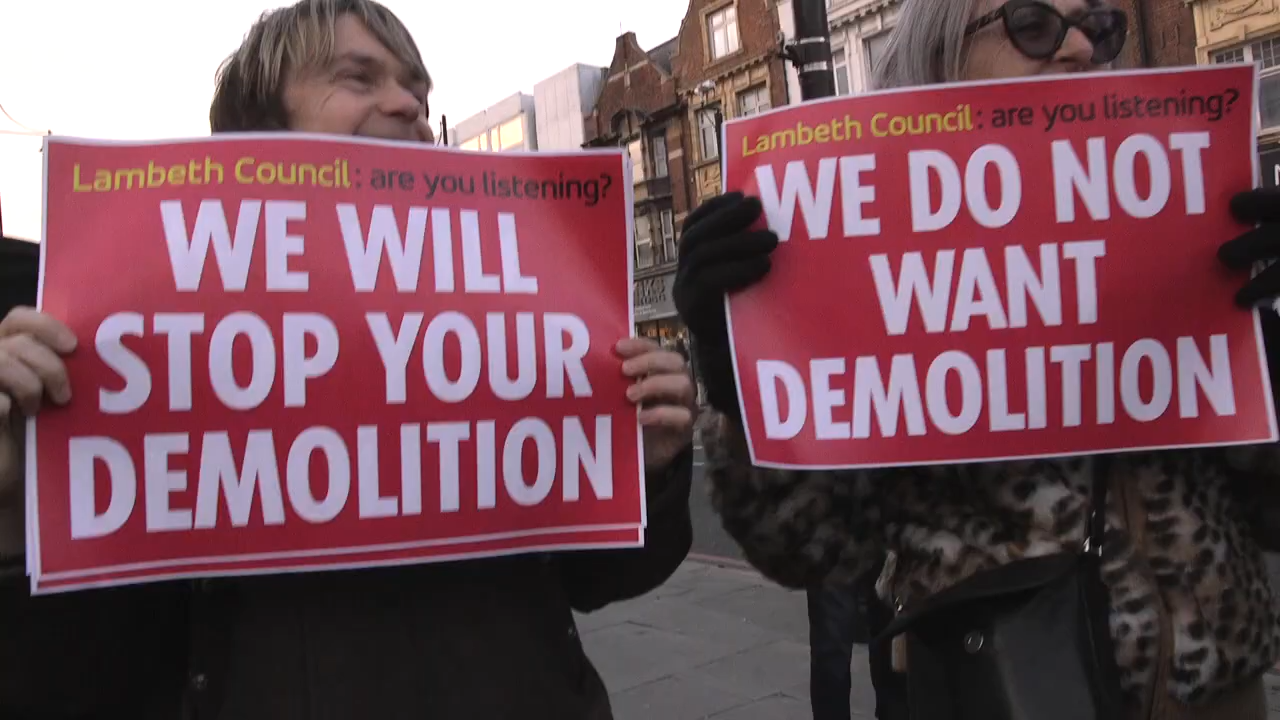 Lambeth Council: are you listening?
WE WILL
STOP YOUR
DEMOLITION
Lambeth Council: are you listening?
WE DO NOT
WANT
DEMOLITION